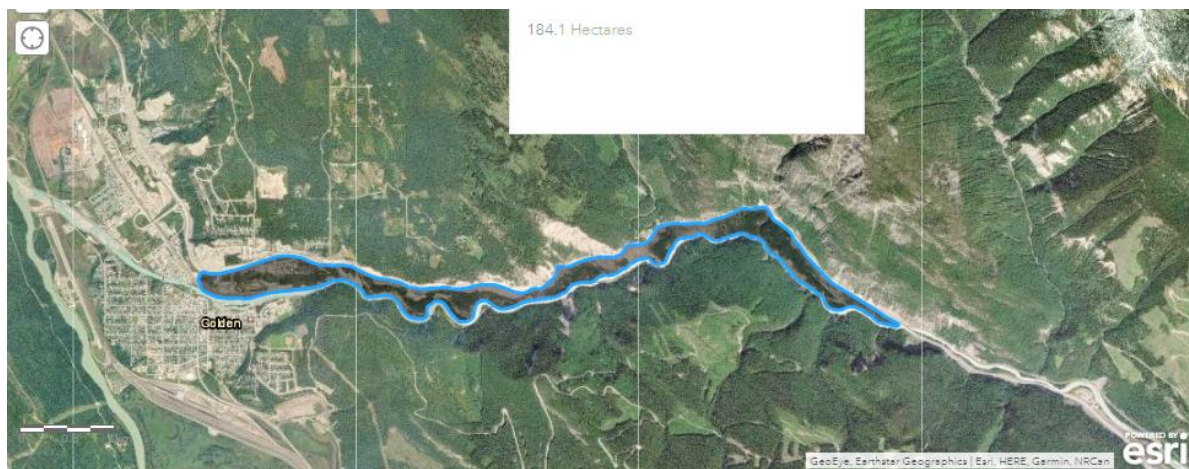 184.1 Hectares
Golden
POWERED BY
esri
GeoEye, Earthstar Geographics | Esri, HERE, Garmin, NRCan